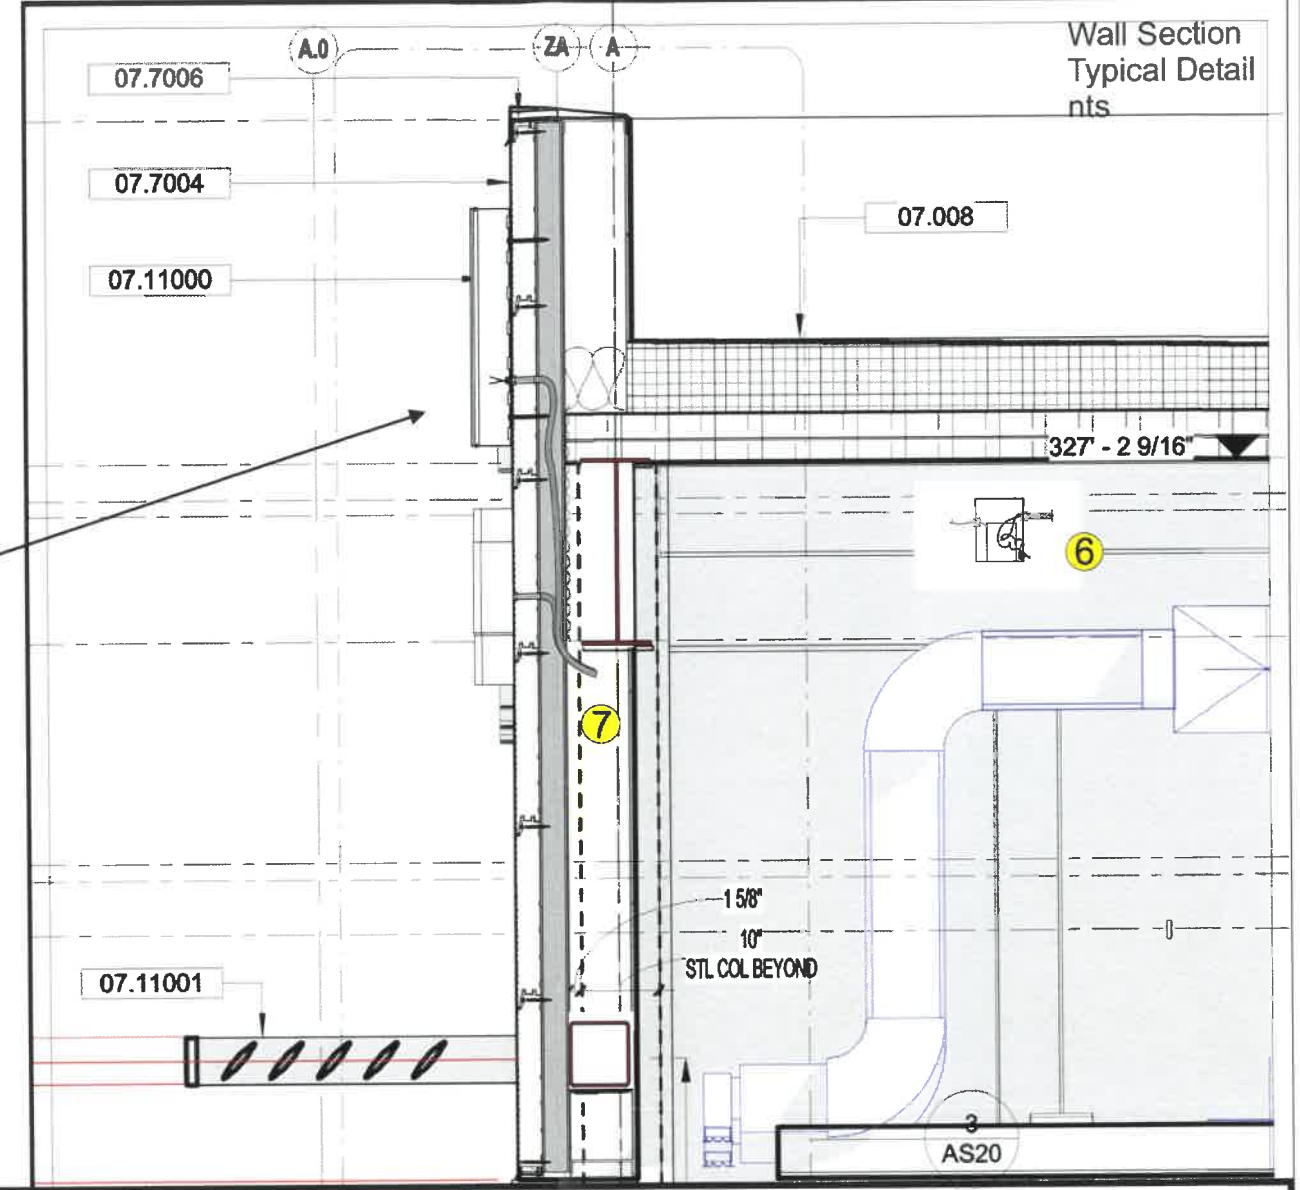 Wall Section
Typical Detail
nts
A.0
ZA
A
07.7006
07.7004
07.008
07.11000
327' - 2 9/16"
6
7
1 5/8"
10"
STL COL BEYOND
07.11001
3
AS20